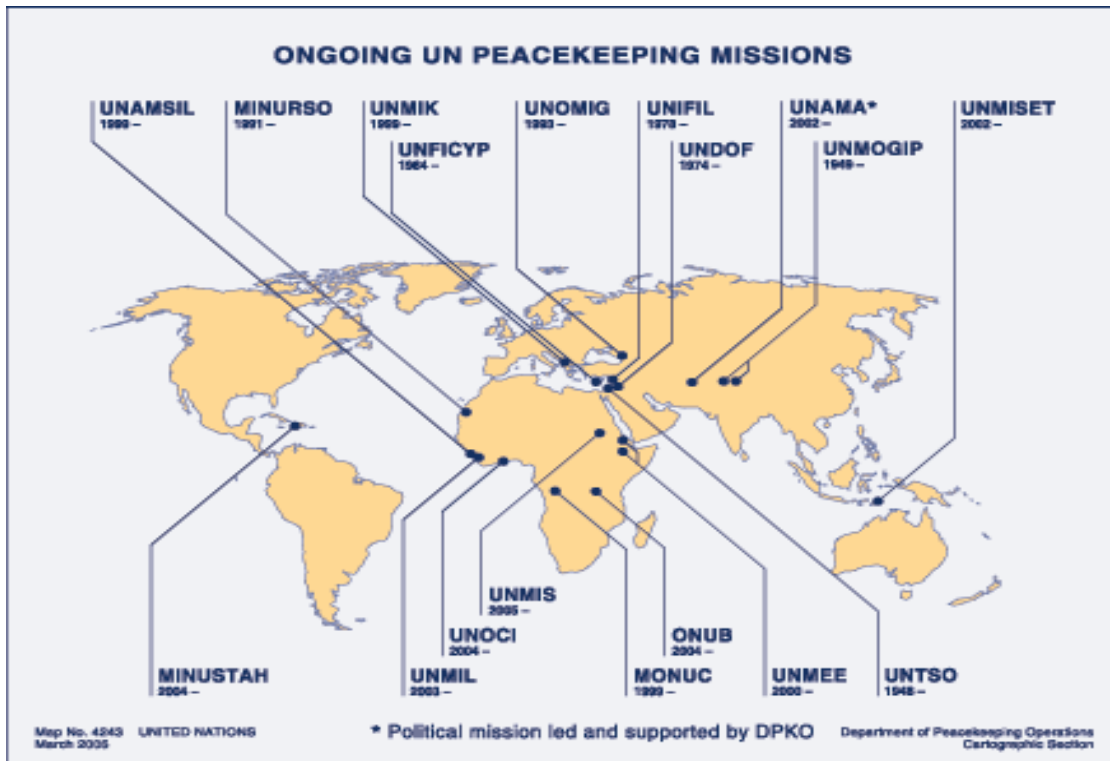 ONGOING UN PEACEKEEPING MISSIONS
UNAMSIL
1999 –
MINURSO
1991 –
UNMIK
1999 –
UNOMIG
1993 –
UNIFIL
1978 –
UNAMA*
2002 –
UNMISET
2002 –
UNFICYP
1964 –
UNDOF
1974 –
UNMOGIP
1949 –
UNMIS
2005 –
UNOCI
2004 –
ONUB
2004 –
MINUSTAH
2004 –
UNMIL
2003 –
MONUC
1999 –
UNMEE
2000 –
UNTSO
1948 –
Map No. 4243 UNITED NATIONS
March 2005
* Political mission led and supported by DPKO
Department of Peacekeeping Operations
Cartographic Section